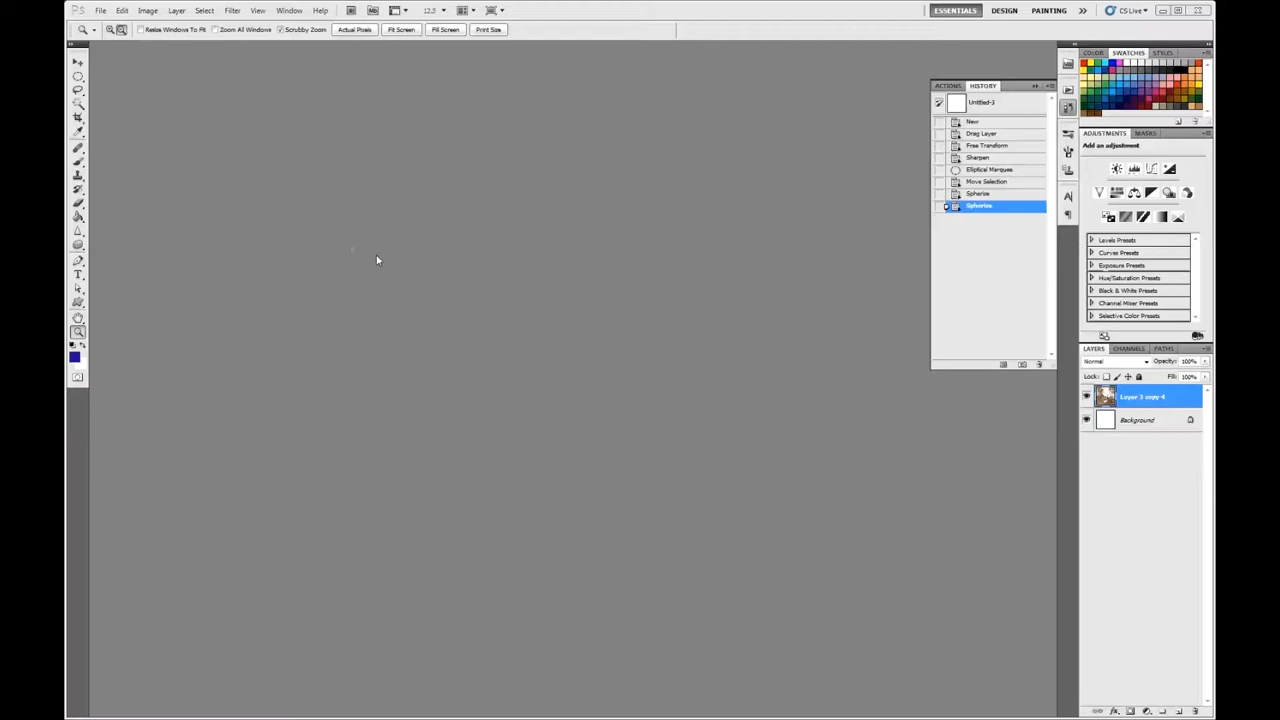 PS File Edit Image Layer Select Filter View Window Help Mb 12.5 ESSENTIALS DESIGN PAINTING CS Live
Resize Windows To Fit Zoom All Windows Scrubby Zoom Actual Pixels Fit Screen Fill Screen Print Size
COLOR SWATCHES STYLES
ACTIONS HISTORY
Untitled-3
New
Drag Layer
Free Transform
Sharpen
Elliptical Marquee
Move Selection
Spherize
Spherize
ADJUSTMENTS MASKS
Add an adjustment
Levels Presets
Curves Presets
Exposure Presets
Hue/Saturation Presets
Black & White Presets
Channel Mixer Presets
Selective Color Presets
LAYERS CHANNELS PATHS
Normal Opacity: 100%
Lock: Fill: 100%
Layer 3 copy 4
Background